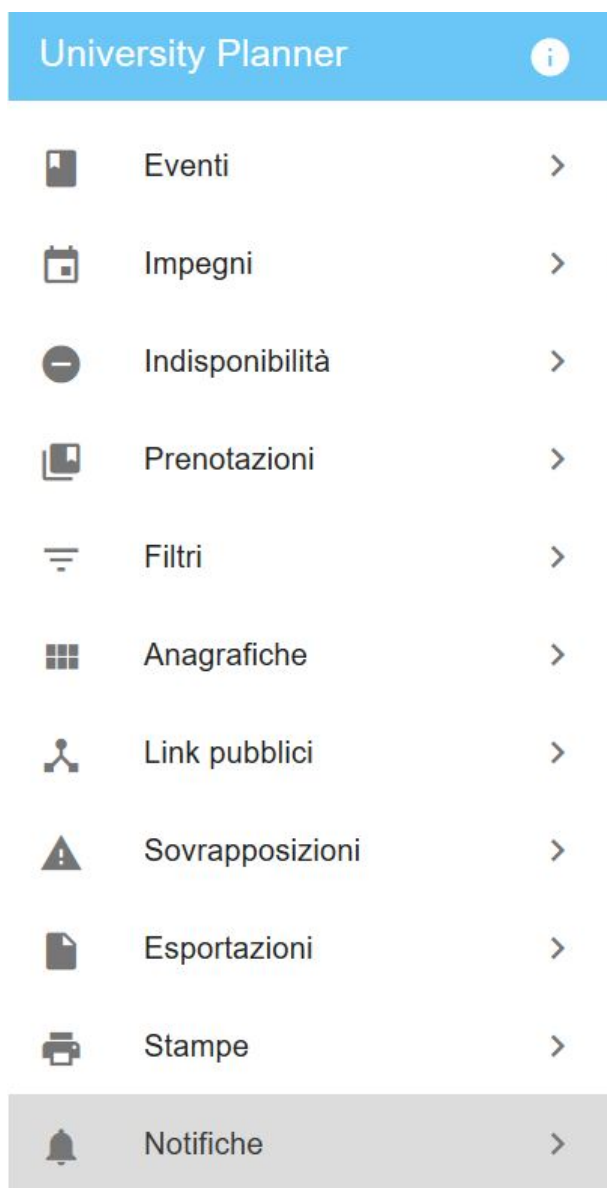 University Planner
Eventi
Impegni
Indisponibilità
Prenotazioni
Filtri
Anagrafiche
Link pubblici
Sovrapposizioni
Esportazioni
Stampe
Notifiche